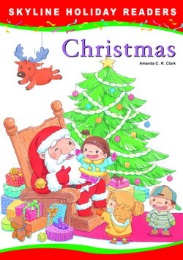 SKYLINE HOLIDAY READERS
Christmas
Amanda C. R. Clark